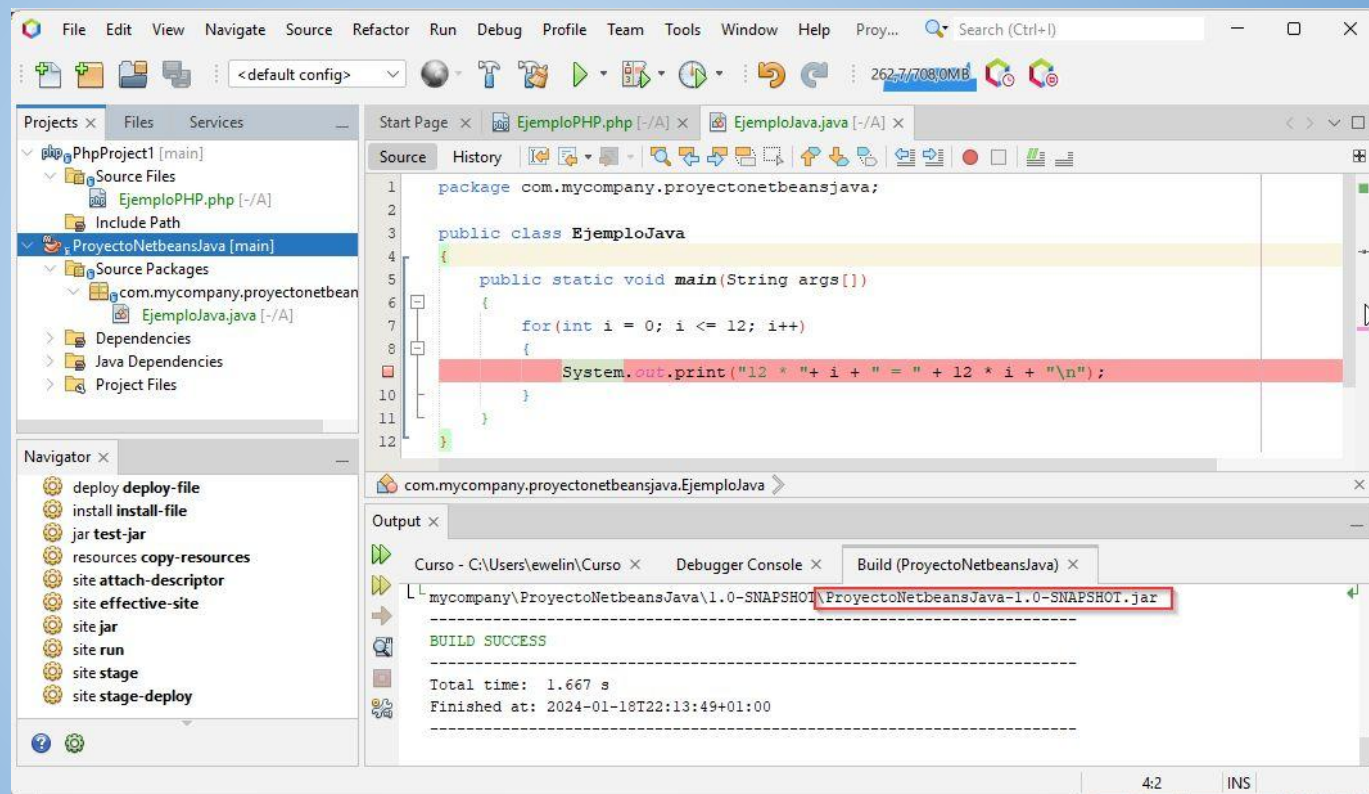 File Edit View Navigate Source Refactor Run Debug Profile Team Tools Window Help Proy... Search (Ctrl+I)
<default config> 262,7/708,0MB
Projects Files Services
PhpProject1 [main]
Source Files
EjemploPHP.php [-/A]
Include Path
ProyectoNetbeansJava [main]
Source Packages
com.mycompany.proyectonetbean
EjemploJava.java [-/A]
Dependencies
Java Dependencies
Project Files
Navigator
deploy deploy-file
install install-file
jar test-jar
resources copy-resources
site attach-descriptor
site effective-site
site jar
site run
site stage
site stage-deploy
Start Page EjemploPHP.php [-/A] EjemploJava.java [-/A]
Source History
1 package com.mycompany.proyectonetbeansjava;
2
3 public class EjemploJava
4 {
5 public static void main(String args[])
6 {
7 for(int i = 0; i <= 12; i++)
8 {
System.out.print("12 * "+ i + " = " + 12 * i + "\n");
10 }
11 }
12 }
com.mycompany.proyectonetbeansjava.EjemploJava
Output
Curso - C:\Users\ewelin\Curso Debugger Console Build (ProyectoNetbeansJava)
mycompany\ProyectoNetbeansJava\1.0-SNAPSHOT\ProyectoNetbeansJava-1.0-SNAPSHOT.jar
------------------------------------------------------------------------
BUILD SUCCESS
------------------------------------------------------------------------
Total time: 1.667 s
Finished at: 2024-01-18T22:13:49+01:00
------------------------------------------------------------------------
4:2 INS